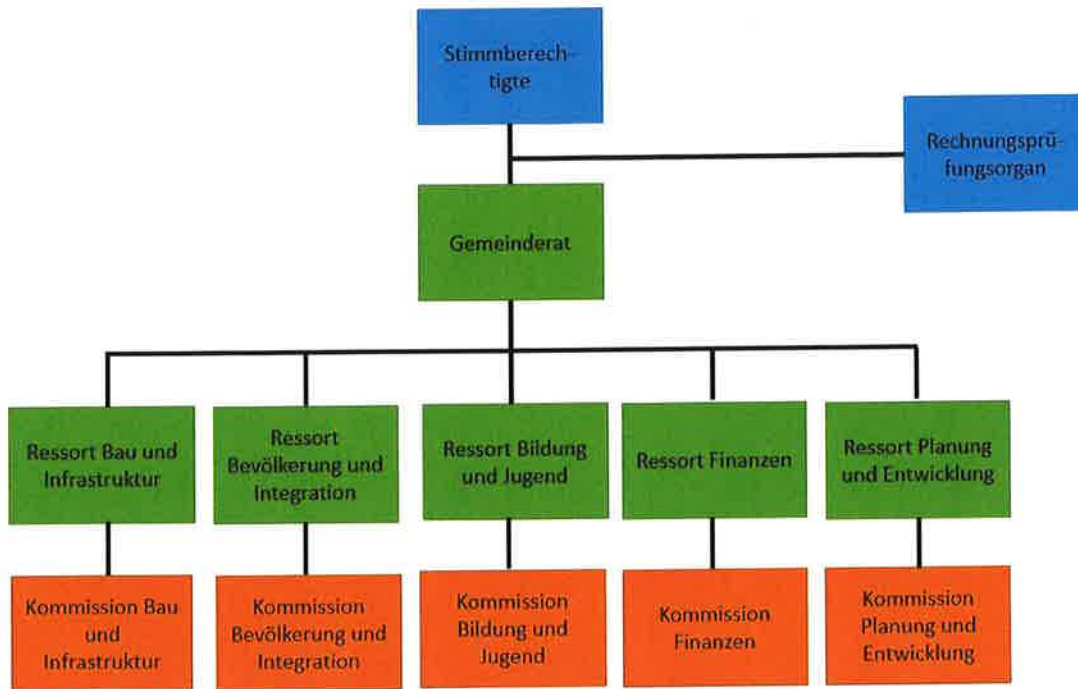 Stimmberech-
tigte
Rechnungsprü-
fungsorgan
Gemeinderat
Ressort Bau und
Infrastruktur
Ressort
Bevölkerung und
Integration
Ressort Bildung
und Jugend
Ressort Finanzen
Ressort Planung
und Entwicklung
Kommission Bau
und
Infrastruktur
Kommission
Bevölkerung und
Integration
Kommission
Bildung und
Jugend
Kommission
Finanzen
Kommission
Planung und
Entwicklung